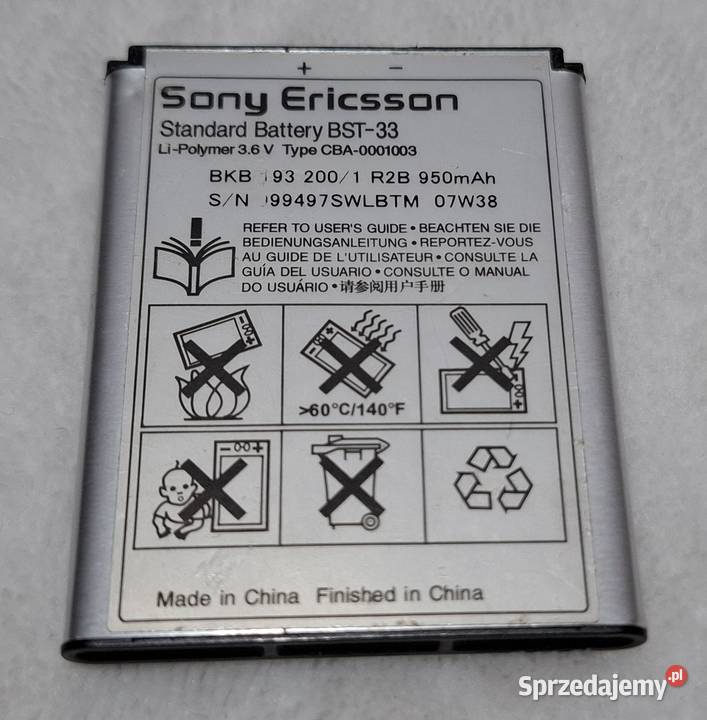 + −
Sony Ericsson
Standard Battery BST-33
Li-Polymer 3.6 V Type CBA-0001003
BKB 193 200/1 R2B 950mAh
S/N 99497SWLBTM 07W38
REFER TO USER'S GUIDE • BEACHTEN SIE DIE
BEDIENUNGSANLEITUNG • REPORTEZ-VOUS
AU GUIDE DE L'UTILISATEUR • CONSULTE LA
GUÍA DEL USUARIO • CONSULTE O MANUAL
DO USUÁRIO • 请参阅用户手册
>60°C/140°F
Made in China Finished in China
Sprzedajemy.pl